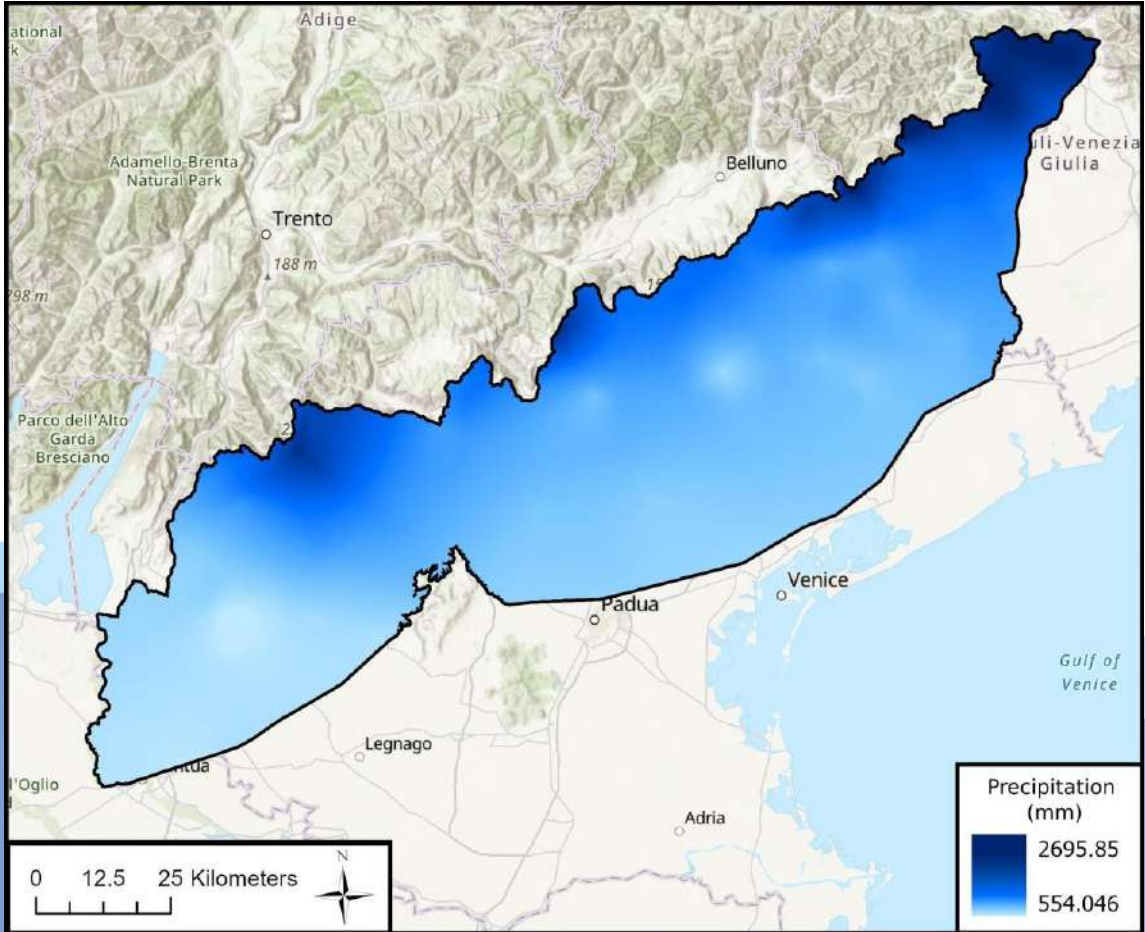 Adige
ational
k
Adamello-Brenta
Natural Park
Belluno
uli-Venezia
Giulia
Trento
188 m
798 m
Parco dell'Alto
Garda
Bresciano
Venice
Padua
Gulf of
Venice
Legnago
l'Oglio
Adria
Precipitation
(mm)
2695.85
554.046
N
0 12.5 25 Kilometers